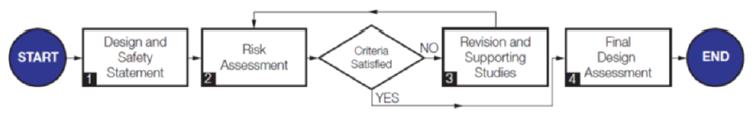 START
Design and
Safety
Statement
1
Risk
Assessment
2
Criteria
Satisfied
NO
YES
Revision and
Supporting
Studies
3
Final
Design
Assessment
4
END